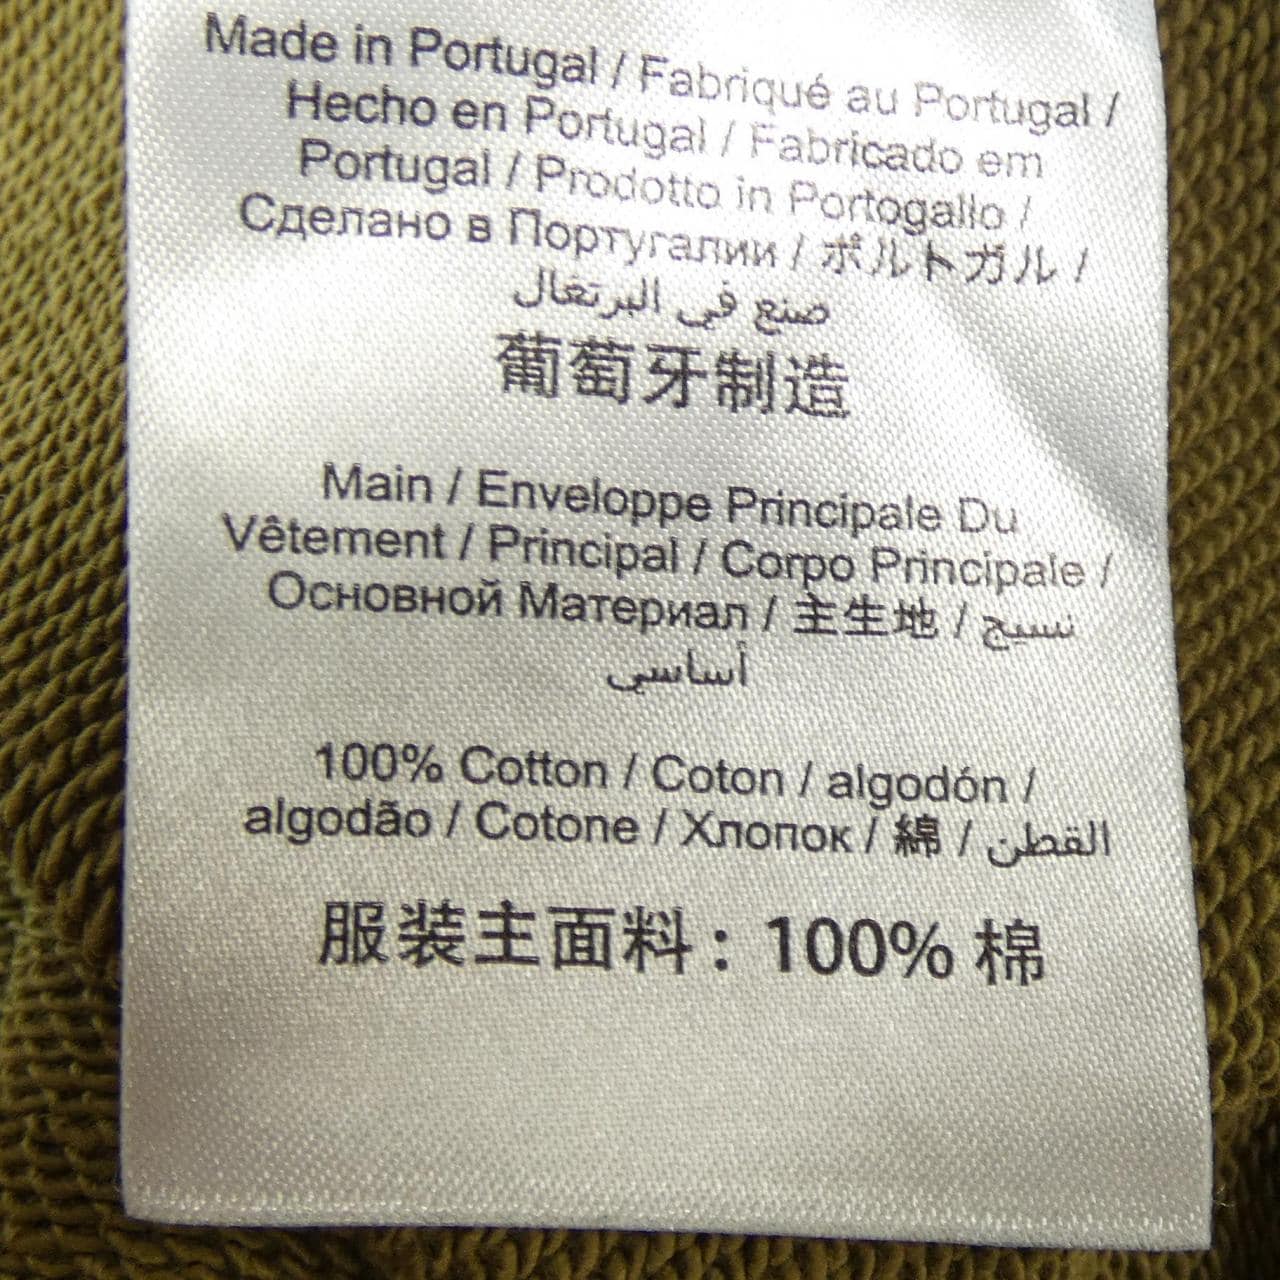 Made in Portugal / Fabriqué au Portugal /
Hecho en Portugal / Fabricado em
Portugal / Prodotto in Portogallo /
Сделано в Португалии / ポルトガル /
صنع في البرتغال
葡萄牙制造
Main / Enveloppe Principale Du
Vêtement / Principal / Corpo Principale /
Основной Материал / 主生地 / نسيج
أساسي
100% Cotton / Coton / algodón /
algodão / Cotone / Хлопок / 綿 / القطن
服装主面料: 100% 棉